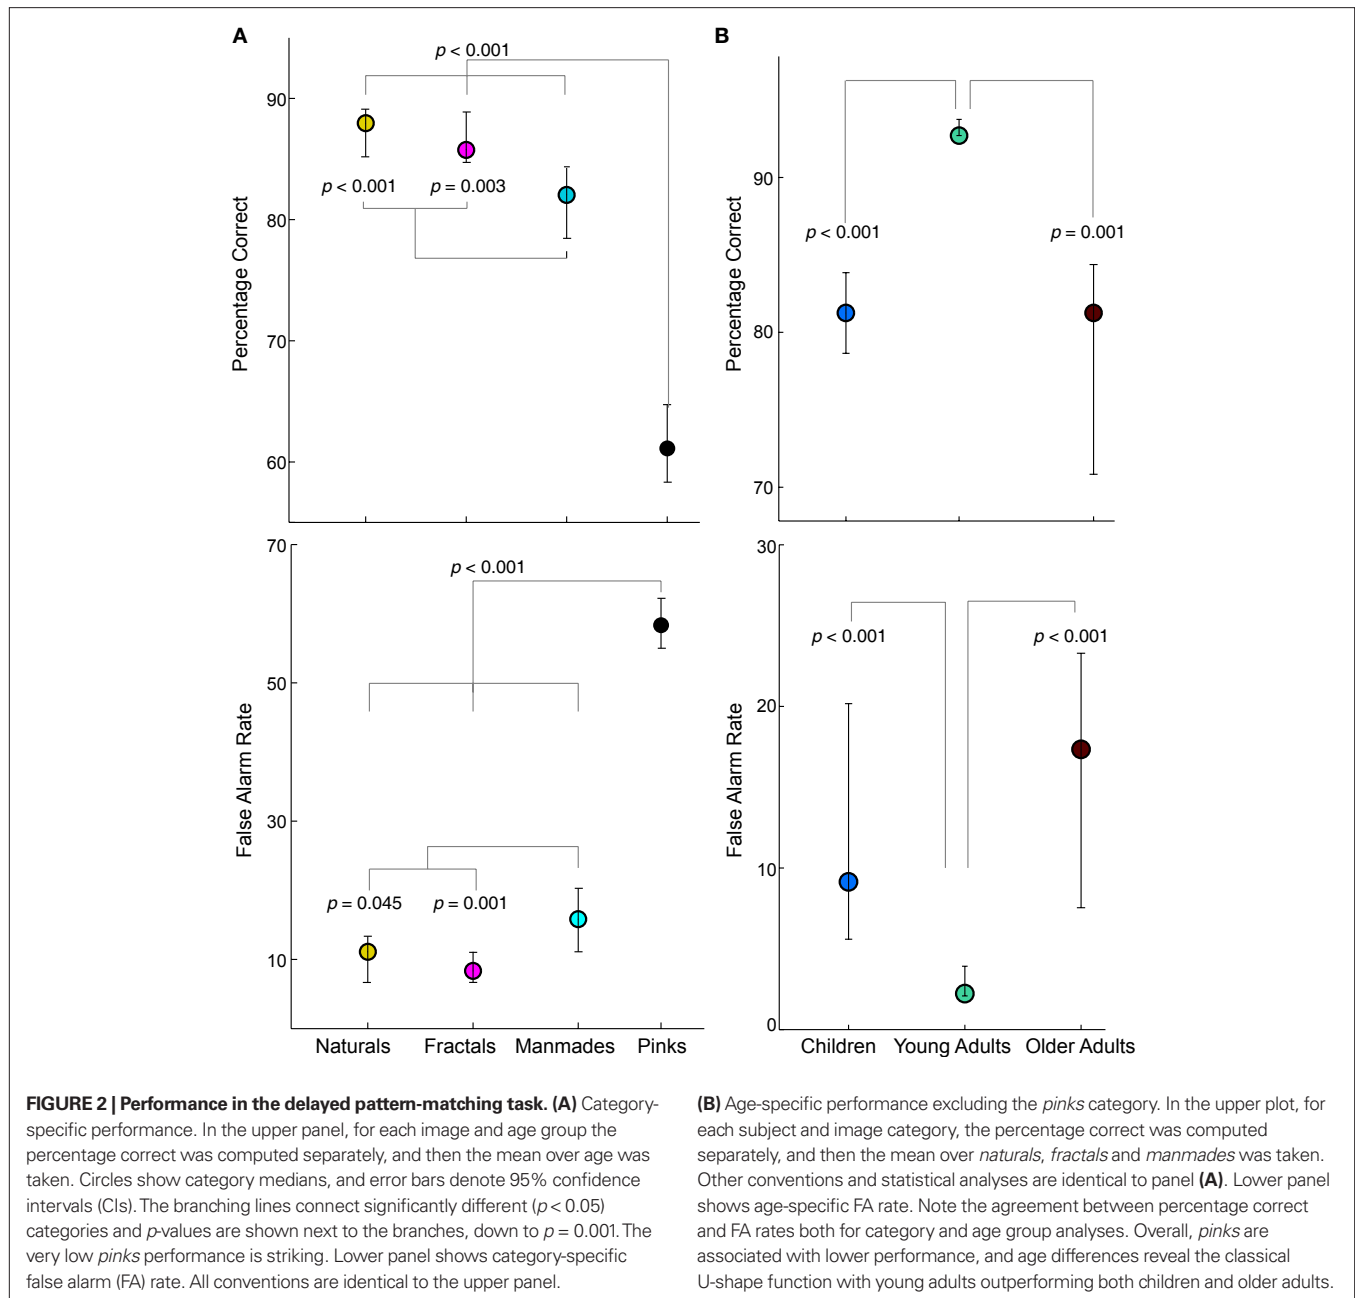 A
p < 0.001
90
p < 0.001
p = 0.003
80
70
60
Percentage Correct
B
90
p < 0.001
p = 0.001
80
70
Percentage Correct
70
p < 0.001
50
30
p = 0.045
p = 0.001
10
False Alarm Rate
Naturals
Fractals
Manmades
Pinks
30
p < 0.001
p < 0.001
20
10
0
False Alarm Rate
Children
Young Adults
Older Adults
FIGURE 2 | Performance in the delayed pattern-matching task. (A) Category-
specific performance. In the upper panel, for each image and age group the
percentage correct was computed separately, and then the mean over age was
taken. Circles show category medians, and error bars denote 95% confidence
intervals (CIs). The branching lines connect significantly different (p < 0.05)
categories and p-values are shown next to the branches, down to p = 0.001. The
very low pinks performance is striking. Lower panel shows category-specific
false alarm (FA) rate. All conventions are identical to the upper panel.
(B) Age-specific performance excluding the pinks category. In the upper plot, for
each subject and image category, the percentage correct was computed
separately, and then the mean over naturals, fractals and manmades was taken.
Other conventions and statistical analyses are identical to panel (A). Lower panel
shows age-specific FA rate. Note the agreement between percentage correct
and FA rates both for category and age group analyses. Overall, pinks are
associated with lower performance, and age differences reveal the classical
U-shape function with young adults outperforming both children and older adults.